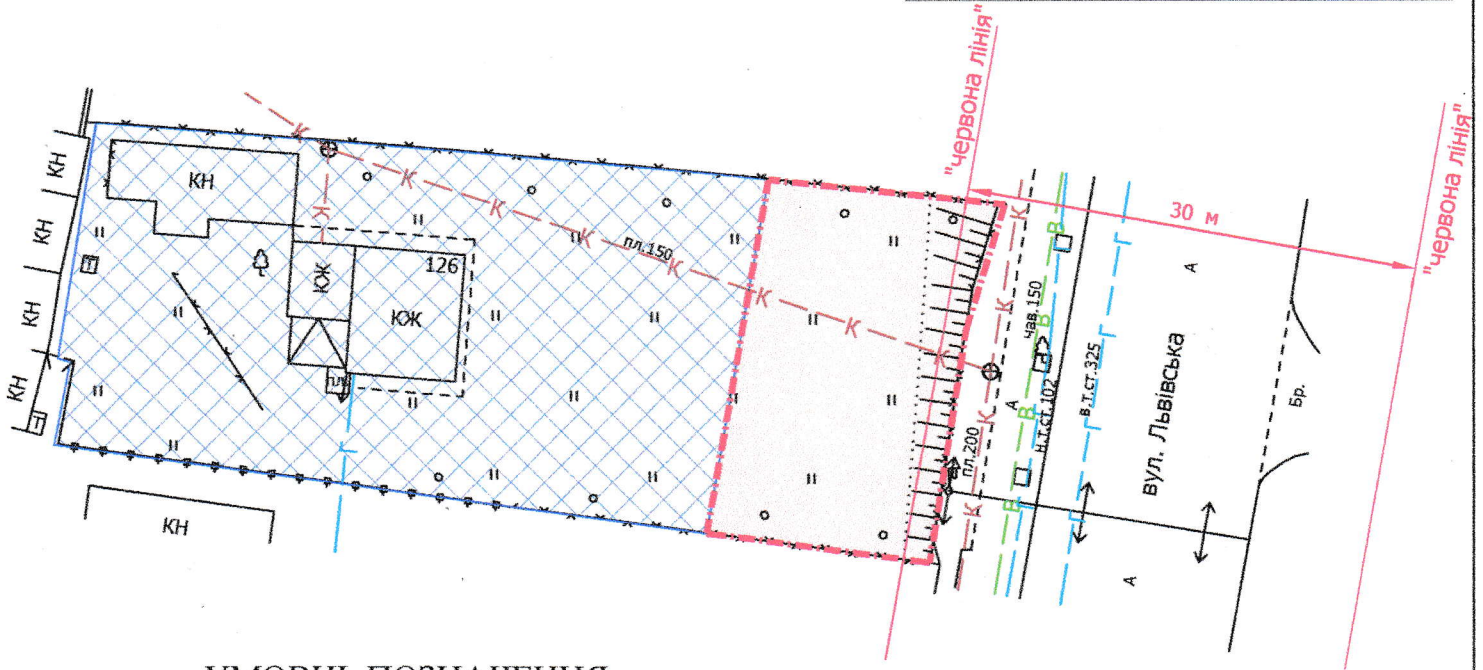 "червона лінія"
"червона лінія"
30 м
КН
КН
КН
КН
КН
КН
126
КЖ
КЖ
пл.150
К
К
К
К
К
К
К
К
К
К
К
К
К
В
В
В
В
Г
Г
Г
Г
чав.150
пл.200
н.т.ст.102
в.т.ст.325
А
А
А
вул. Львівська
Бр.
УМОВНІ ПОЗНАЧЕННЯ